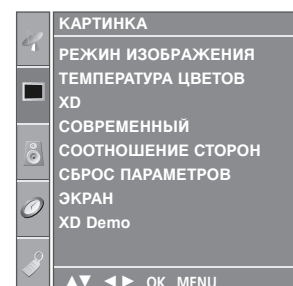 КАРТИНКА
РЕЖИН ИЗОБРАЖЕНИЯ
ТЕМПЕРАТУРА ЦВЕТОВ
XD
СОВРЕМЕННЫЙ
СООТНОШЕНИЕ СТОРОН
СБРОС ПАРАМЕТРОВ
ЭКРАН
XD Demo
▲▼ ◄► OK MENU